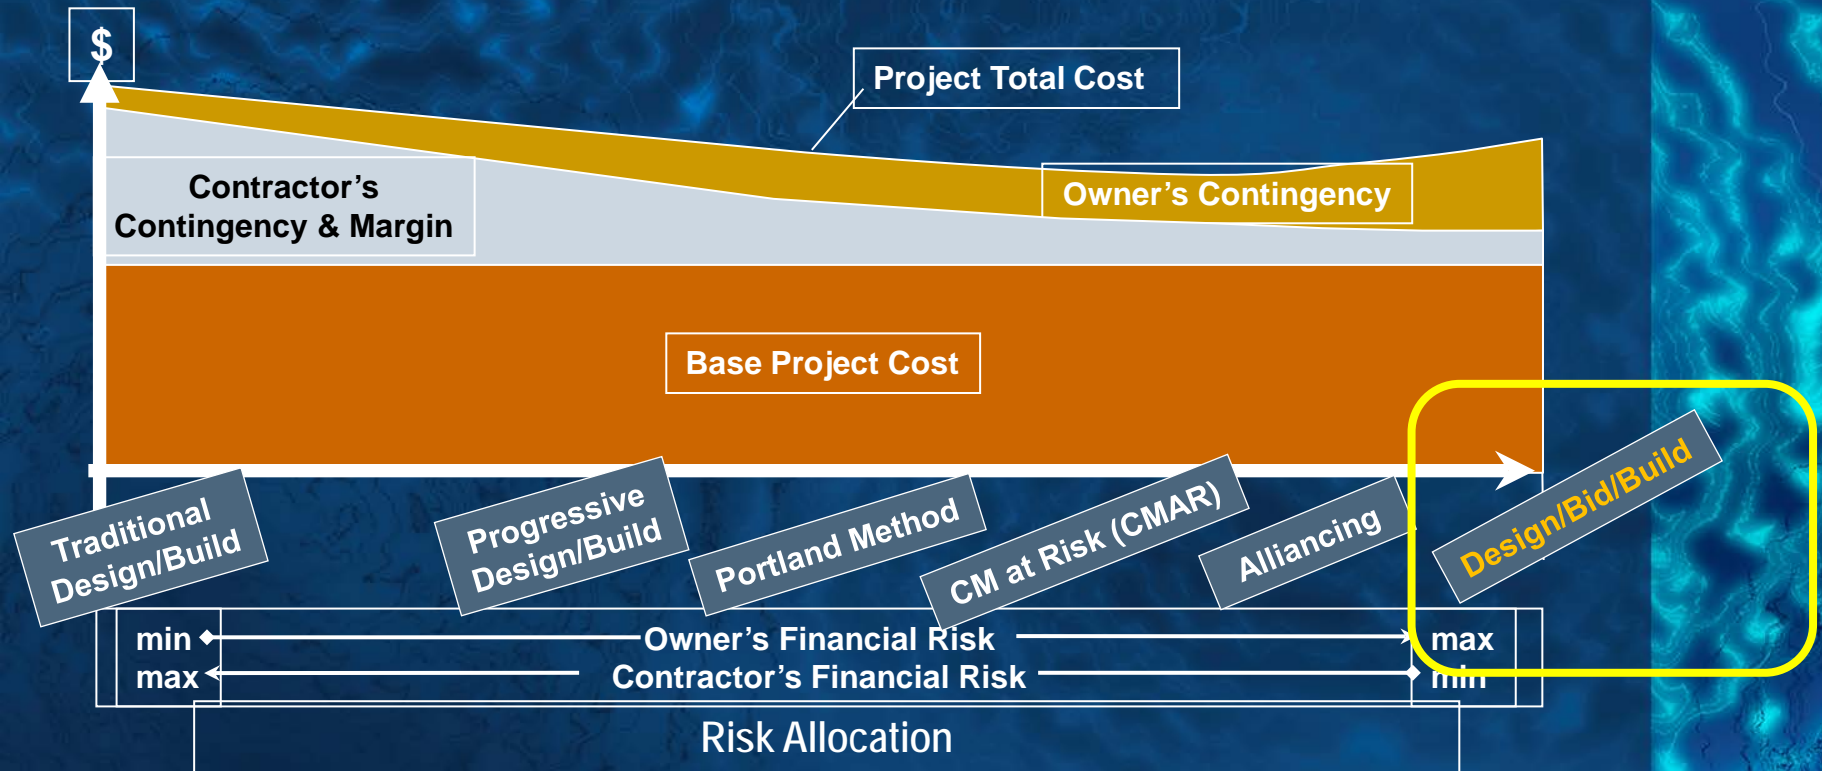 $
Project Total Cost
Contractor’s
Contingency & Margin
Owner’s Contingency
Base Project Cost
Traditional
Design/Build
Progressive
Design/Build
Portland Method
CM at Risk (CMAR)
Alliancing
Design/Bid/Build
min Owner’s Financial Risk max
max Contractor’s Financial Risk min
Risk Allocation